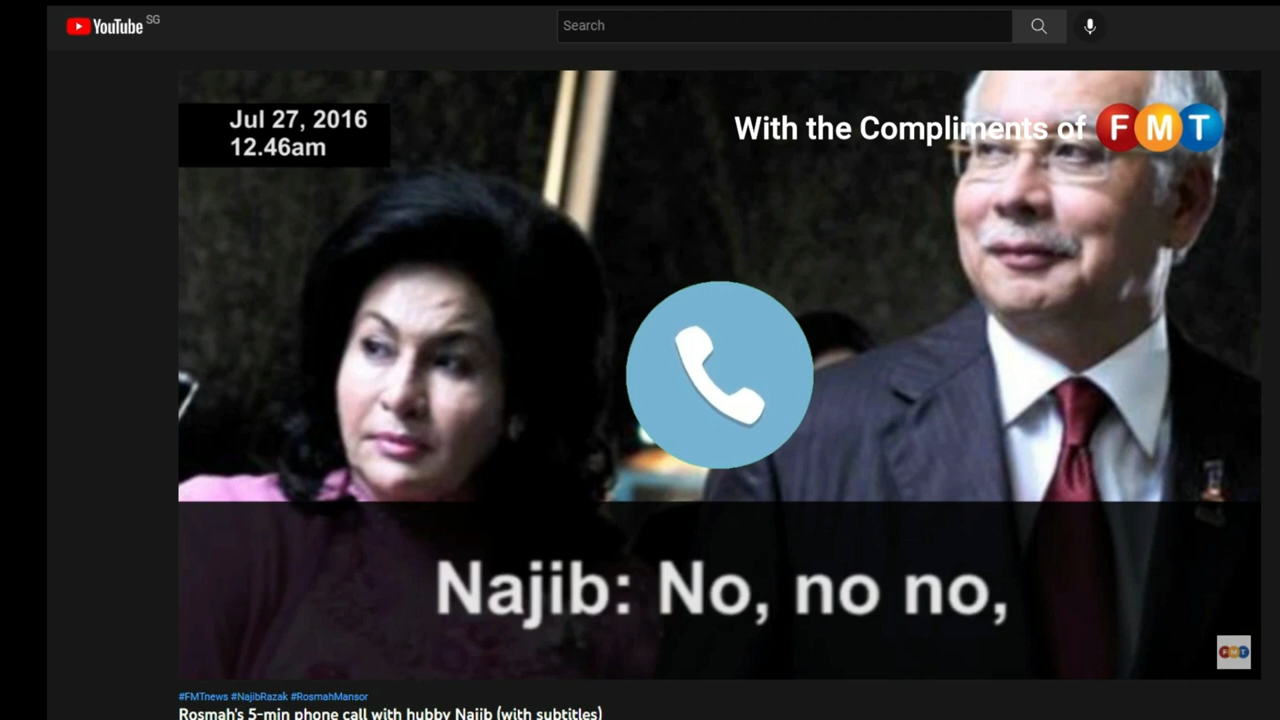 YouTube SG
Search
Jul 27, 2016
12.46am
With the Compliments of FMT
Najib: No, no no,
FMT
#FMTnews #NajibRazak #RosmahMansor
Rosmah's 5-min phone call with hubby Najib (with subtitles)